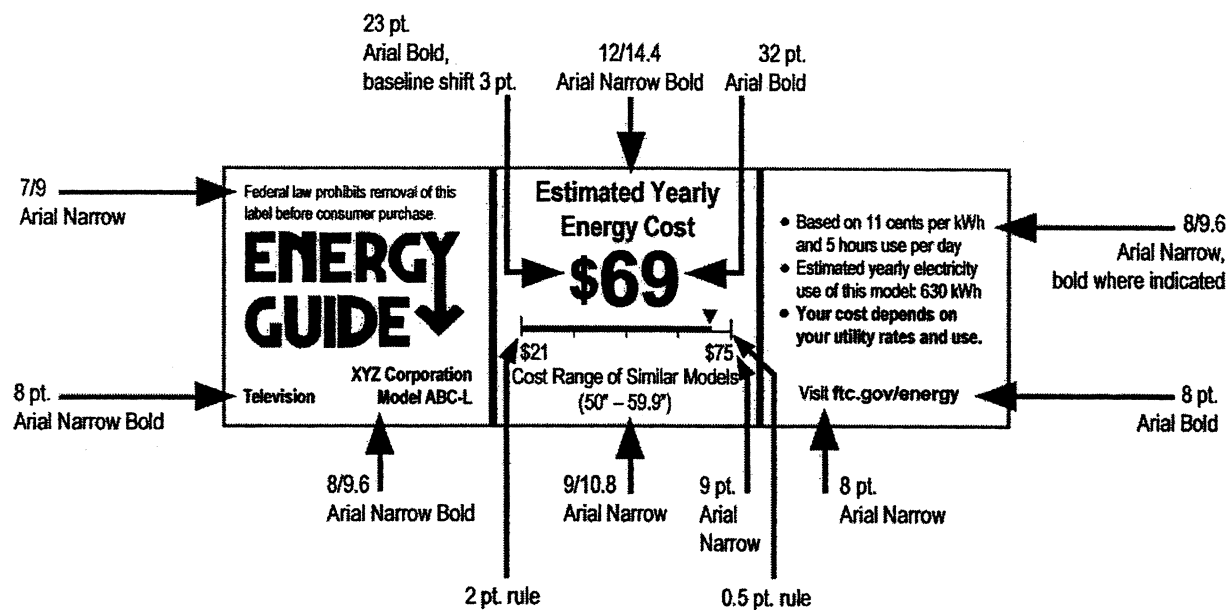 23 pt.
Arial Bold,
baseline shift 3 pt.
12/14.4
Arial Narrow Bold
32 pt.
Arial Bold
7/9
Arial Narrow
Federal law prohibits removal of this
label before consumer purchase.
ENERGY
GUIDE
Television
XYZ Corporation
Model ABC-L
Estimated Yearly
Energy Cost
$69
$21
$75
Cost Range of Similar Models
(50" – 59.9")
• Based on 11 cents per kWh
and 5 hours use per day
• Estimated yearly electricity
use of this model: 630 kWh
• Your cost depends on
your utility rates and use.
Visit ftc.gov/energy
8/9.6
Arial Narrow,
bold where indicated
8 pt.
Arial Narrow Bold
8 pt.
Arial Bold
8/9.6
Arial Narrow Bold
9/10.8
Arial Narrow
9 pt.
Arial
Narrow
8 pt.
Arial Narrow
2 pt. rule
0.5 pt. rule